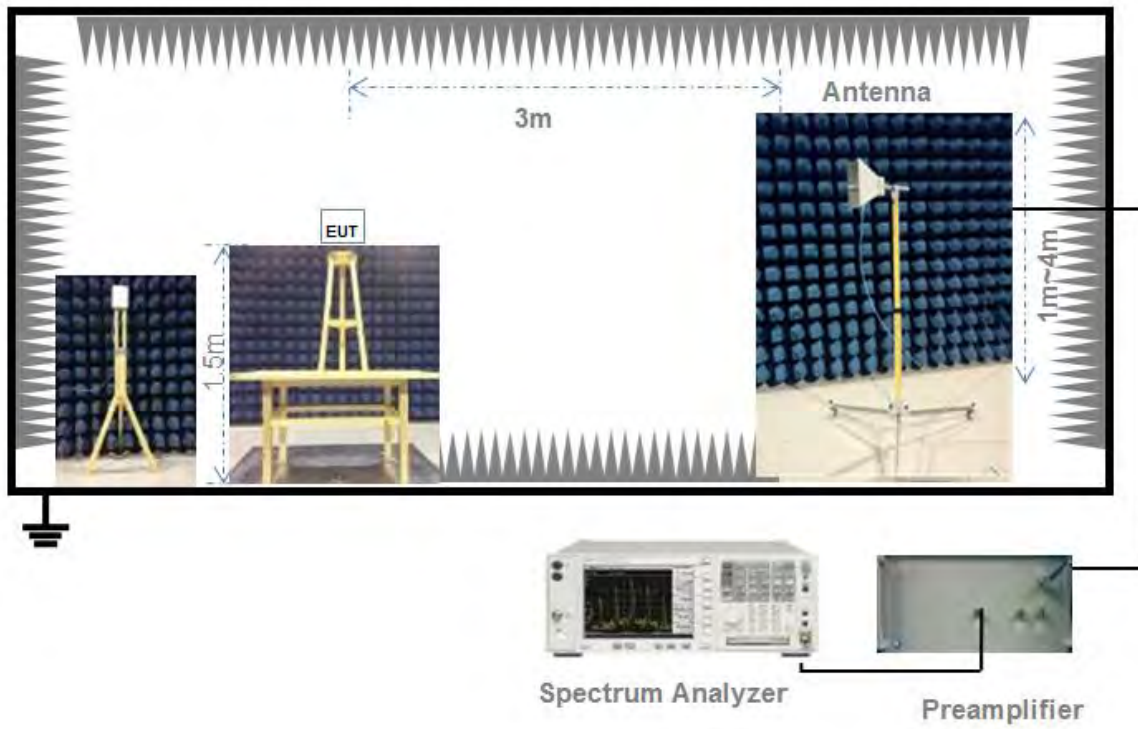 Antenna
3m
EUT
1.5m
1m~4m
Spectrum Analyzer
Preamplifier